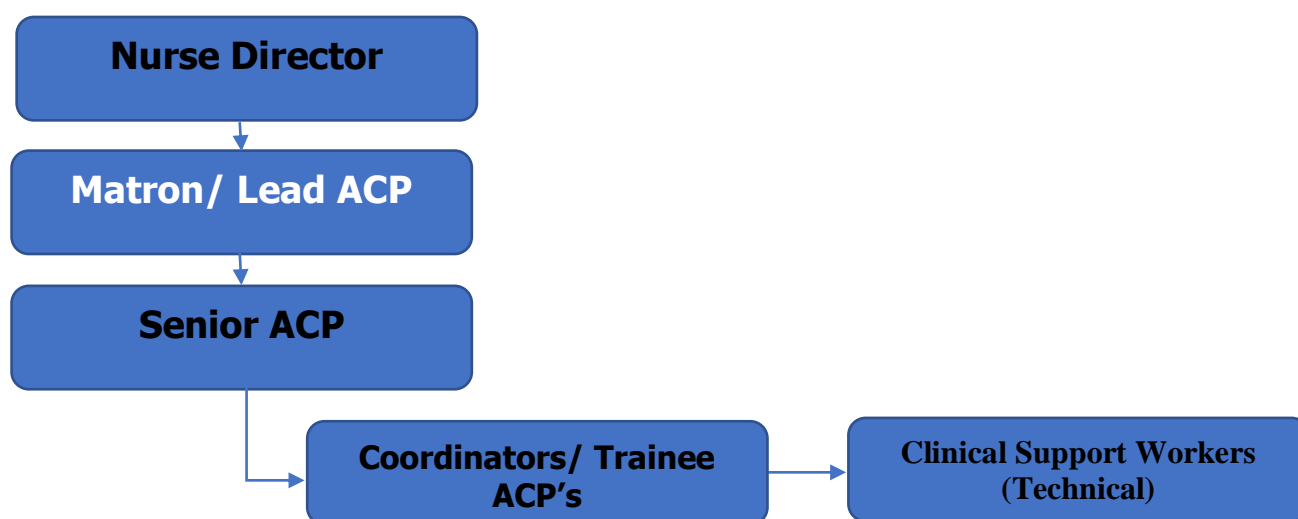 Nurse Director
Matron/ Lead ACP
Senior ACP
Coordinators/ Trainee
ACP’s
Clinical Support Workers
(Technical)